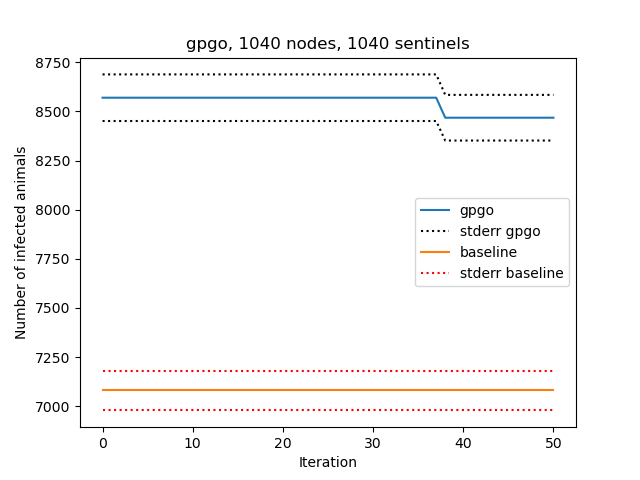 gpgo, 1040 nodes, 1040 sentinels
8750
8500
8250
8000
7750
7500
7250
7000
Number of infected animals
gpgo
stderr gpgo
baseline
stderr baseline
0 10 20 30 40 50
Iteration